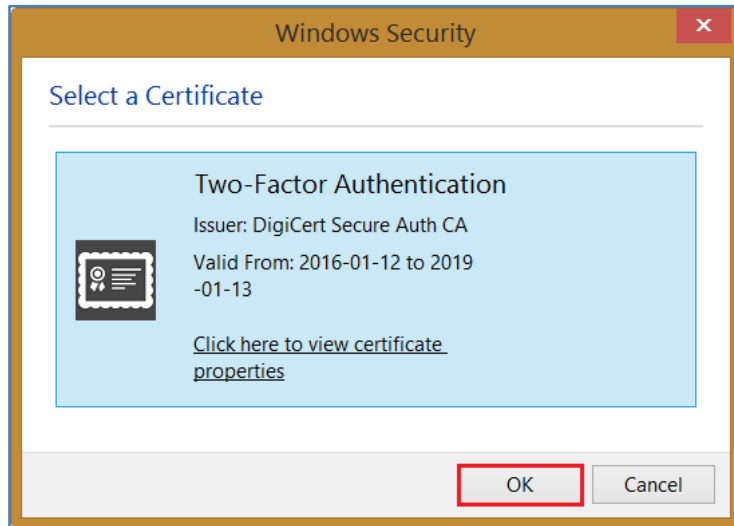 Windows Security
Select a Certificate
Two-Factor Authentication
Issuer: DigiCert Secure Auth CA
Valid From: 2016-01-12 to 2019
-01-13
Click here to view certificate
properties
OK
Cancel